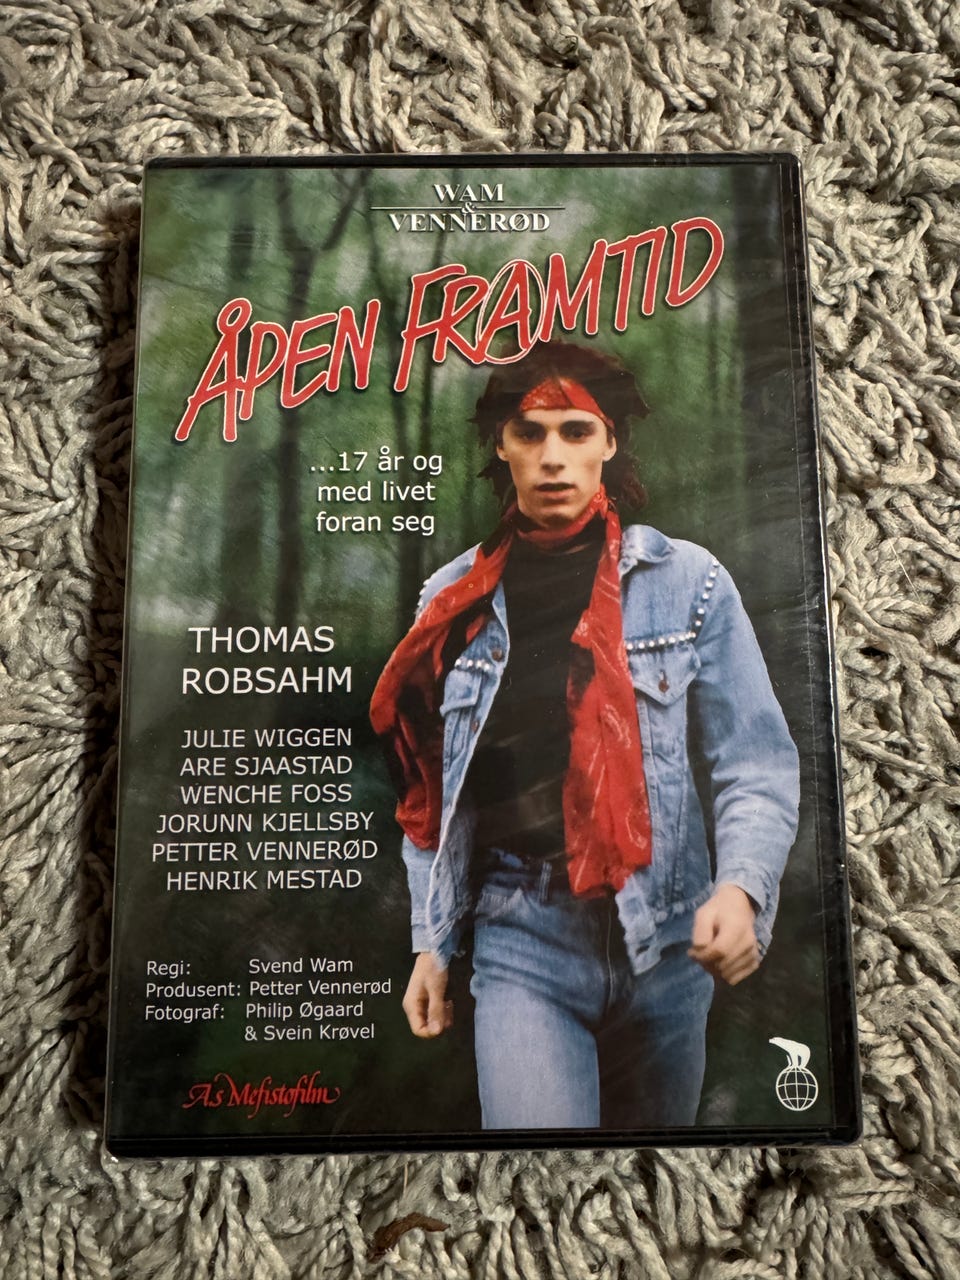 WAM
&
VENNERØD
ÅPEN FRAMTID
...17 år og
med livet
foran seg
THOMAS
ROBSAHM
JULIE WIGGEN
ARE SJAASTAD
WENCHE FOSS
JORUNN KJELLSBY
PETTER VENNERØD
HENRIK MESTAD
Regi: Svend Wam
Produsent: Petter Vennerød
Fotograf: Philip Øgaard
& Svein Krøvel
A.s Mefistofilm